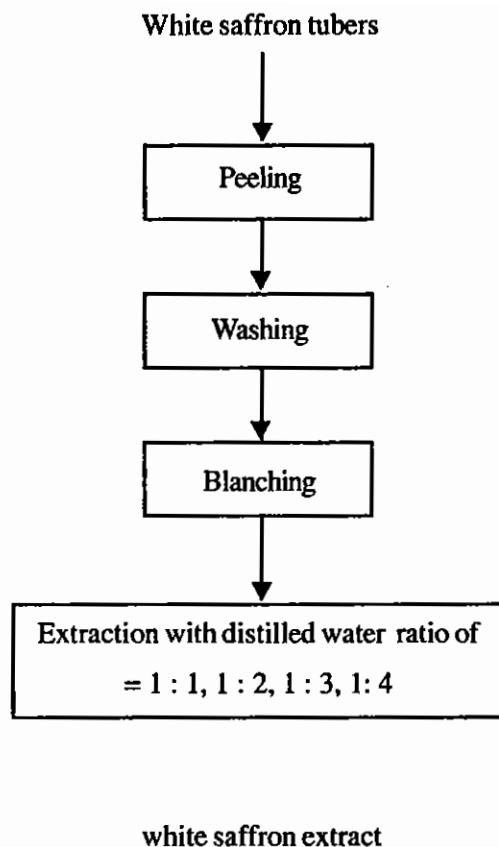 White saffron tubers
Peeling
Washing
Blanching
Extraction with distilled water ratio of
= 1 : 1, 1 : 2, 1 : 3, 1: 4
white saffron extract